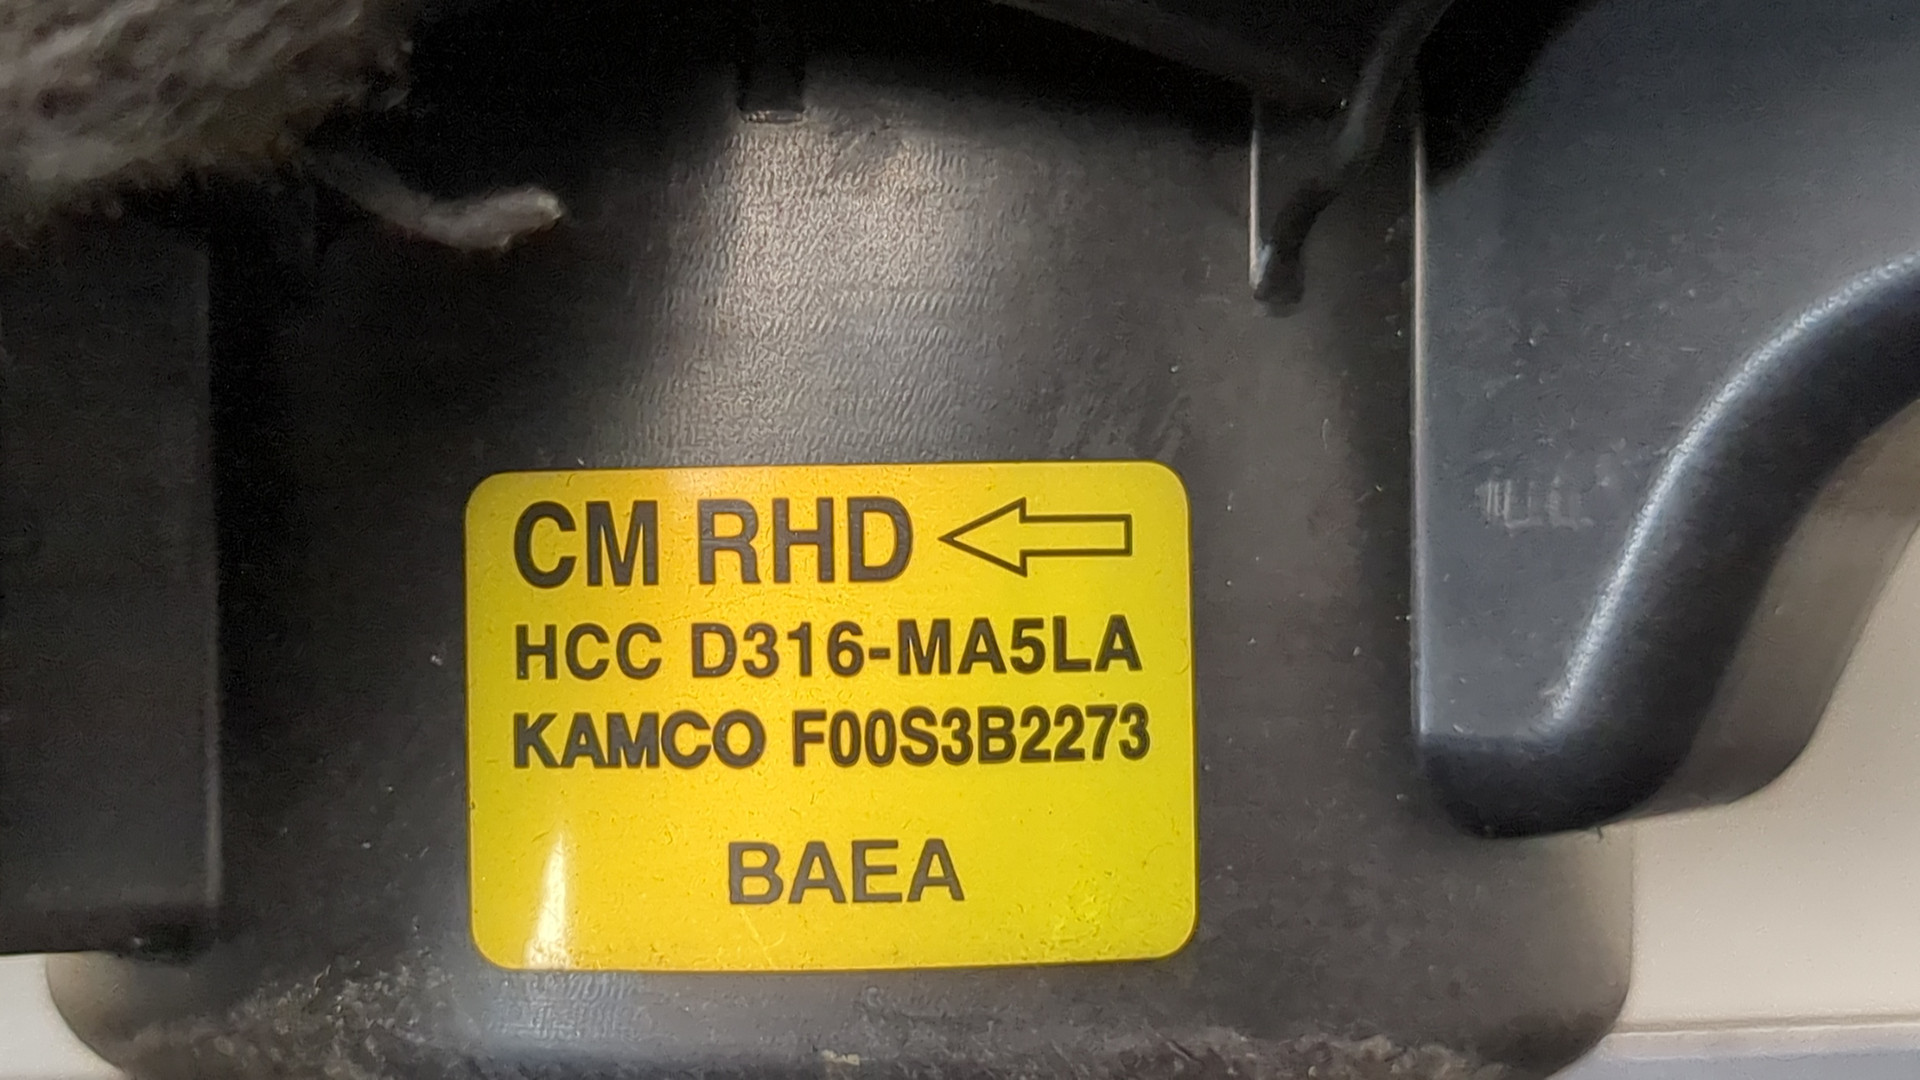 CM RHD
HCC D316-MA5LA
KAMCO F00S3B2273
BAEA